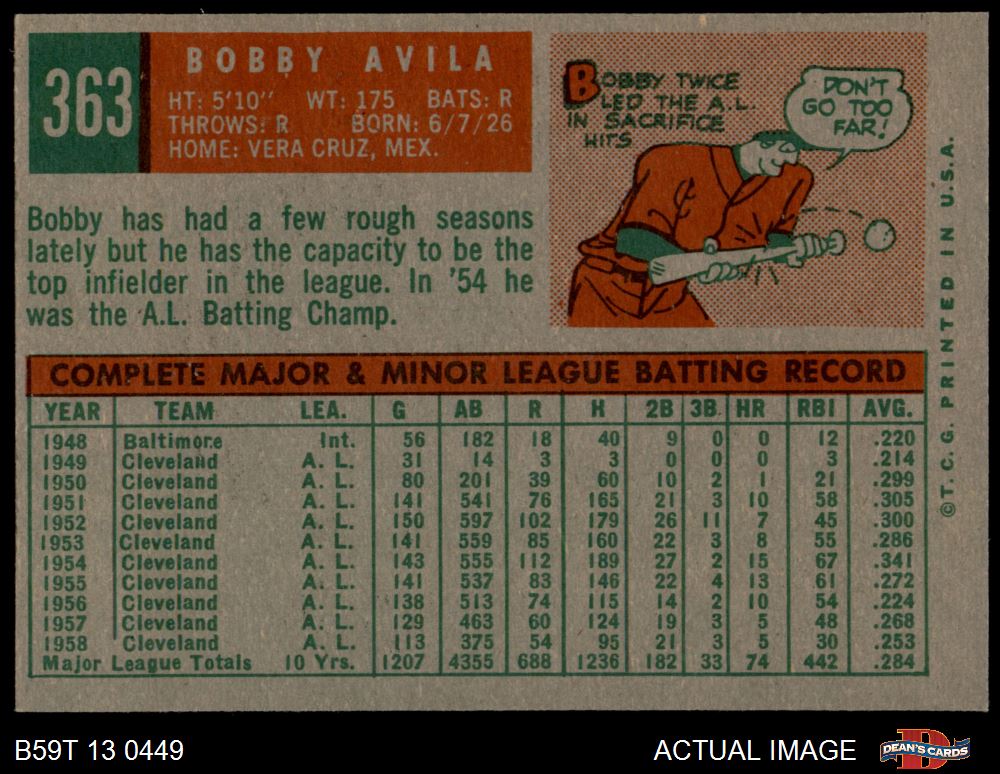 363
BOBBY AVILA
HT: 5'10" WT: 175 BATS: R
THROWS: R BORN: 6/7/26
HOME: VERA CRUZ, MEX.
BOBBY TWICE
LED THE A.L.
IN SACRIFICE
HITS
DON'T
GO TOO
FAR!
Bobby has had a few rough seasons
lately but he has the capacity to be the
top infielder in the league. In '54 he
was the A.L. Batting Champ.
COMPLETE MAJOR & MINOR LEAGUE BATTING RECORD
YEAR TEAM LEA. G AB R H 2B 3B HR RBI AVG.
1948 Baltimore Int. 56 182 18 40 9 0 0 12 .220
1949 Cleveland A. L. 31 14 3 3 0 0 0 3 .214
1950 Cleveland A. L. 80 201 39 60 10 2 1 21 .299
1951 Cleveland A. L. 141 541 76 165 21 3 10 58 .305
1952 Cleveland A. L. 150 597 102 179 26 11 7 45 .300
1953 Cleveland A. L. 141 559 85 160 22 3 8 55 .286
1954 Cleveland A. L. 143 555 112 189 27 2 15 67 .341
1955 Cleveland A. L. 141 537 83 146 22 4 13 61 .272
1956 Cleveland A. L. 138 513 74 115 14 2 10 54 .224
1957 Cleveland A. L. 129 463 60 124 19 3 5 48 .268
1958 Cleveland A. L. 113 375 54 95 21 3 5 30 .253
Major League Totals 10 Yrs. 1207 4355 688 1236 182 33 74 442 .284
©T. C. G. PRINTED IN U.S.A.
B59T 13 0449
ACTUAL IMAGE
DEAN'S CARDS